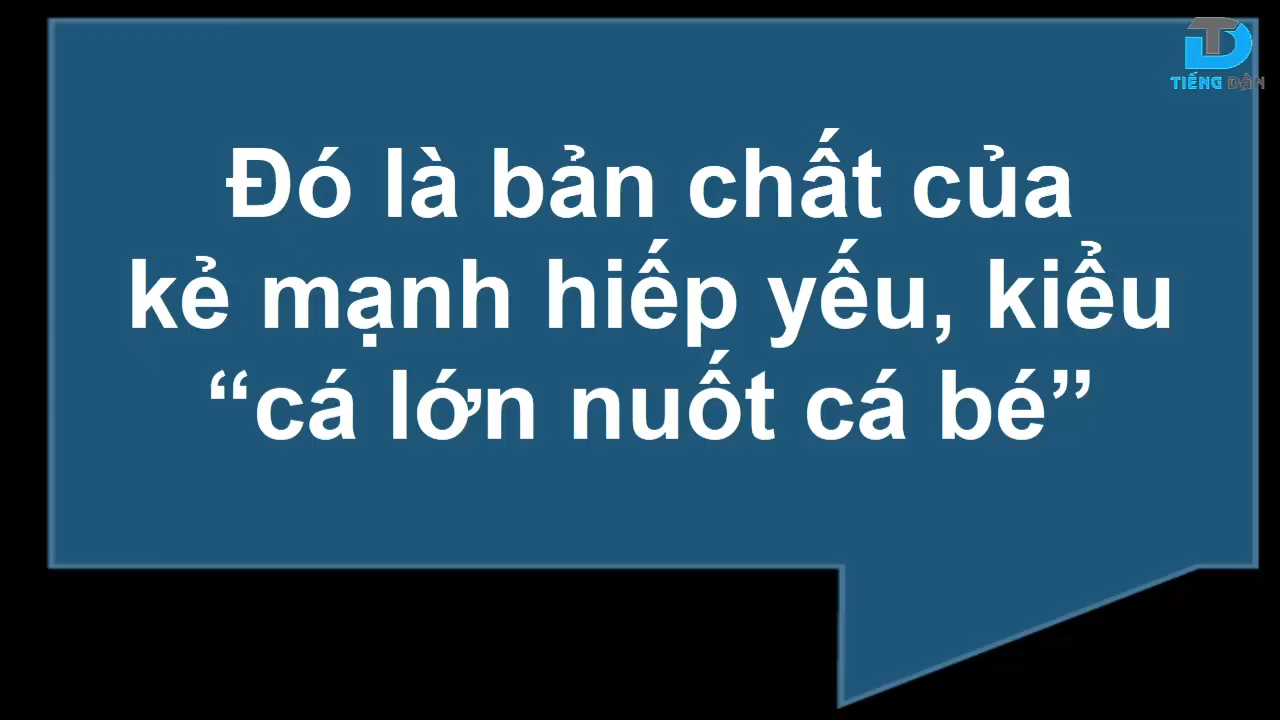 TIẾNG DÂN
Đó là bản chất của
kẻ mạnh hiếp yếu, kiểu
“cá lớn nuốt cá bé”